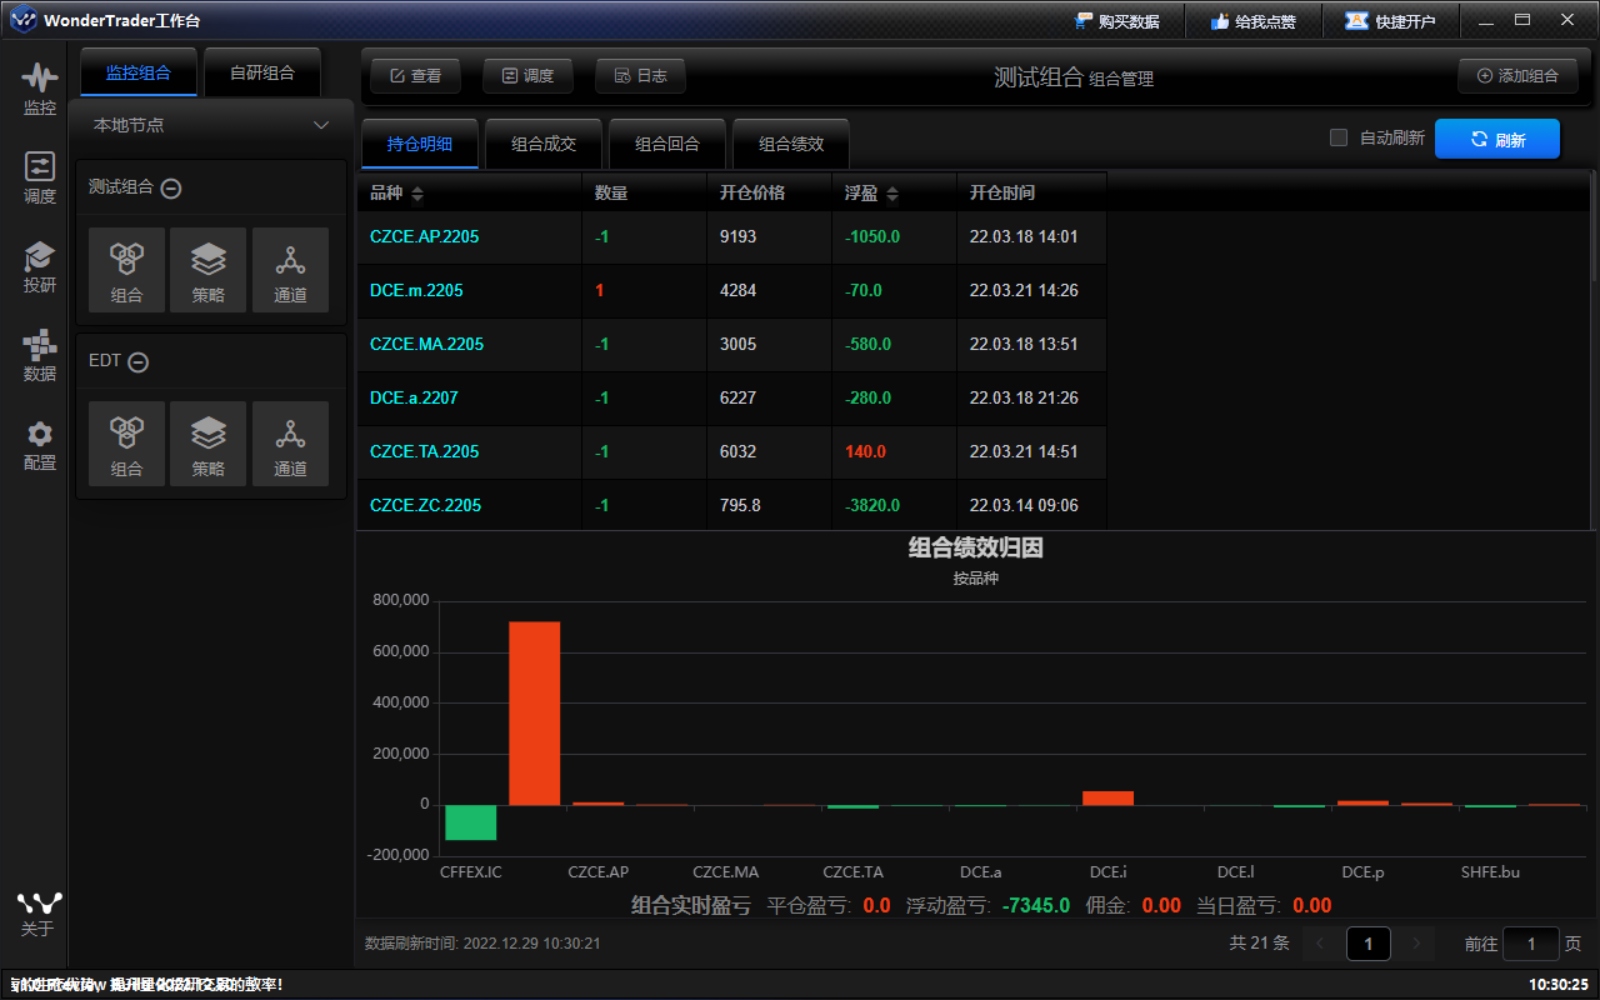 WonderTrader工作台
购买数据
给我点赞
快捷开户
监控
调度
投研
数据
配置
关于
监控组合
自研组合
本地节点
测试组合
组合
策略
通道
EDT
组合
策略
通道
查看
调度
日志
测试组合 组合管理
添加组合
持仓明细
组合成交
组合回合
组合绩效
自动刷新
刷新
品种 数量 开仓价格 浮盈 开仓时间
CZCE.AP.2205 -1 9193 -1050.0 22.03.18 14:01
DCE.m.2205 1 4284 -70.0 22.03.21 14:26
CZCE.MA.2205 -1 3005 -580.0 22.03.18 13:51
DCE.a.2207 -1 6227 -280.0 22.03.18 21:26
CZCE.TA.2205 -1 6032 140.0 22.03.21 14:51
CZCE.ZC.2205 -1 795.8 -3820.0 22.03.14 09:06
组合绩效归因
按品种
800,000
600,000
400,000
200,000
0
-200,000
CFFEX.IC CZCE.AP CZCE.MA CZCE.TA DCE.a DCE.i DCE.l DCE.p SHFE.bu
组合实时盈亏 平仓盈亏: 0.0 浮动盈亏: -7345.0 佣金: 0.00 当日盈亏: 0.00
数据刷新时间: 2022.12.29 10:30:21
共 21 条
1
前往 1 页
10:30:25